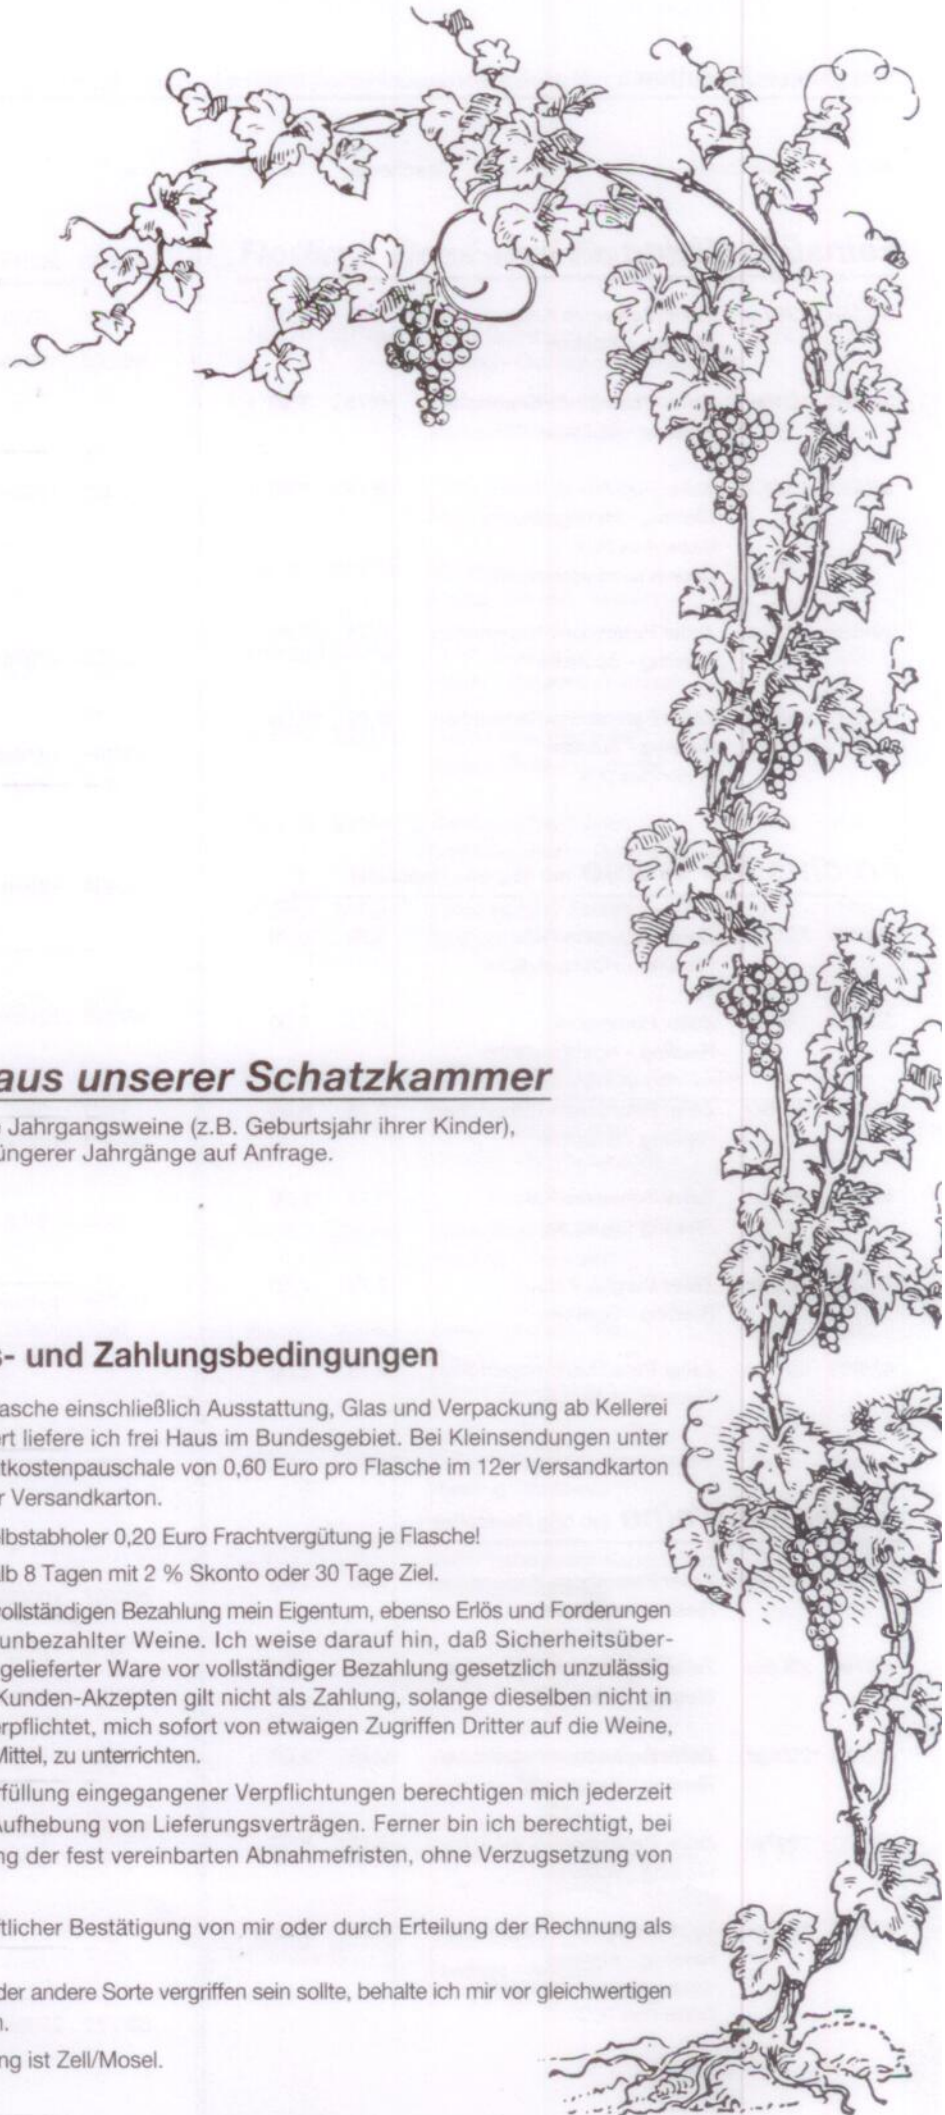 aus unserer Schatzkammer
Jahrgangsweine (z.B. Geburtsjahr ihrer Kinder),
üngerer Jahrgänge auf Anfrage.
s- und Zahlungsbedingungen
lasche einschließlich Ausstattung, Glas und Verpackung ab Kellerei
ert liefere ich frei Haus im Bundesgebiet. Bei Kleinsendungen unter
tkostenpauschale von 0,60 Euro pro Flasche im 12er Versandkarton
r Versandkarton.
elbstabholer 0,20 Euro Frachtvergütung je Flasche!
alb 8 Tagen mit 2 % Skonto oder 30 Tage Ziel.
vollständigen Bezahlung mein Eigentum, ebenso Erlös und Forderungen
unbezahlter Weine. Ich weise darauf hin, daß Sicherheitsüber-
gelieferter Ware vor vollständiger Bezahlung gesetzlich unzulässig
Kunden-Akzepten gilt nicht als Zahlung, solange dieselben nicht in
erpflichtet, mich sofort von etwaigen Zugriffen Dritter auf die Weine,
Mittel, zu unterrichten.
rfüllung eingegangener Verpflichtungen berechtigen mich jederzeit
Aufhebung von Lieferungsverträgen. Ferner bin ich berechtigt, bei
ng der fest vereinbarten Abnahmefristen, ohne Verzugsetzung von
tlicher Bestätigung von mir oder durch Erteilung der Rechnung als
der andere Sorte vergriffen sein sollte, behalte ich mir vor gleichwertigen
n.
ng ist Zell/Mosel.